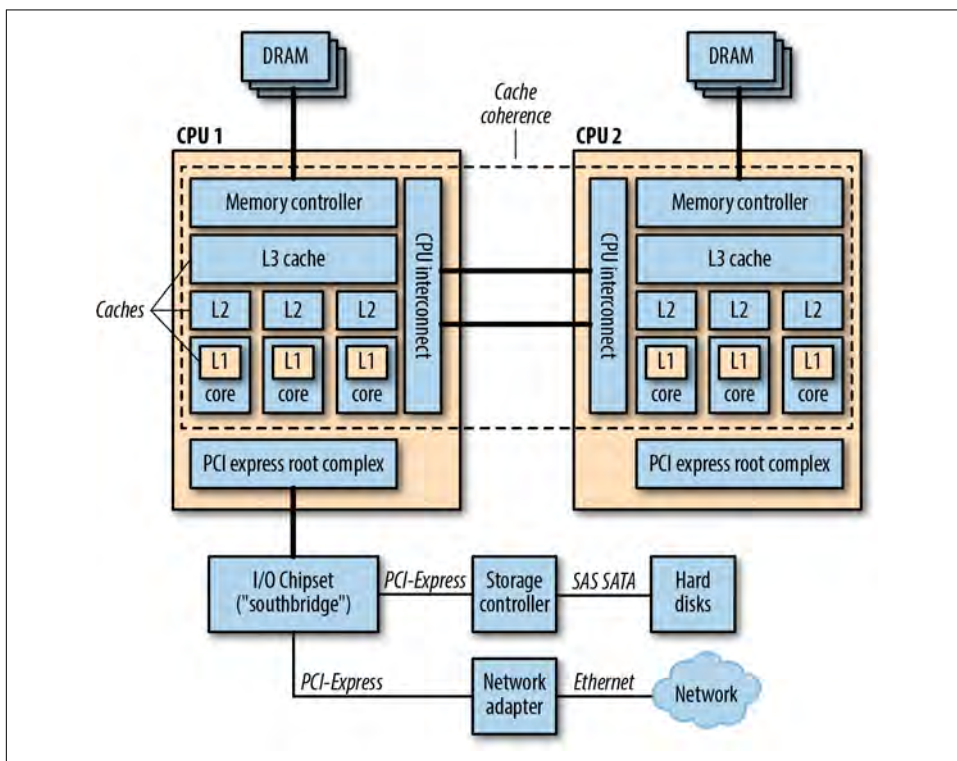 DRAM
DRAM
Cache
coherence
CPU 1
CPU 2
Memory controller
CPU interconnect
CPU interconnect
Memory controller
L3 cache
L3 cache
Caches
L2
L2
L2
L2
L2
L2
L1
L1
L1
L1
L1
L1
core
core
core
core
core
core
PCI express root complex
PCI express root complex
I/O Chipset
("southbridge")
PCI-Express
Storage
controller
SAS SATA
Hard
disks
PCI-Express
Network
adapter
Ethernet
Network